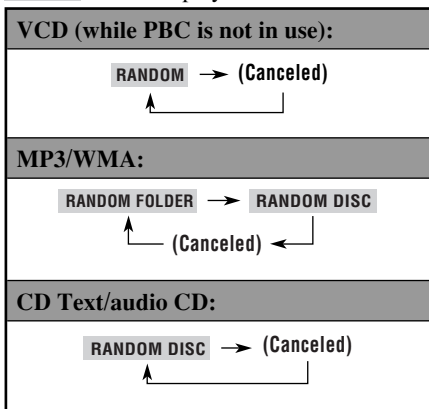 VCD (while PBC is not in use):
RANDOM → (Canceled)
MP3/WMA:
RANDOM FOLDER → RANDOM DISC
(Canceled)
CD Text/audio CD:
RANDOM DISC → (Canceled)